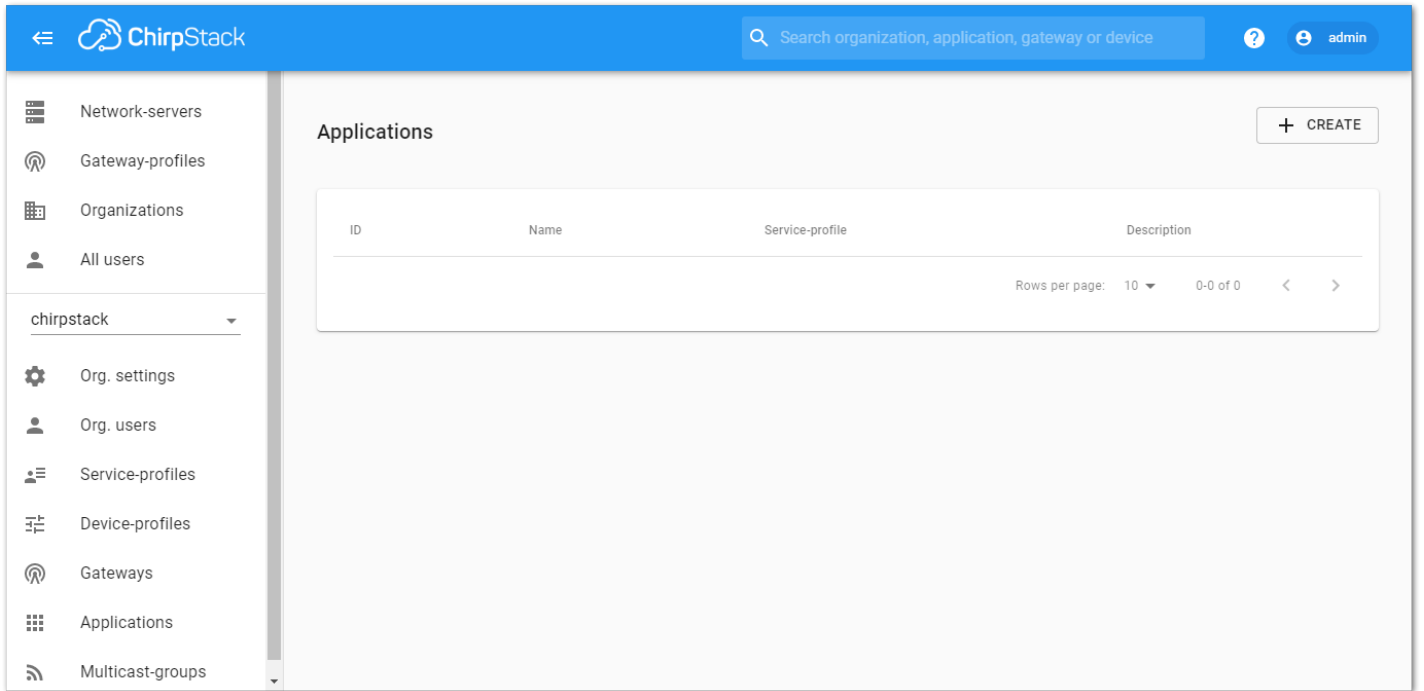 ChirpStack
Search organization, application, gateway or device
? admin
Network-servers
Gateway-profiles
Organizations
All users
chirpstack
Org. settings
Org. users
Service-profiles
Device-profiles
Gateways
Applications
Multicast-groups
Applications
+ CREATE
ID Name Service-profile Description
Rows per page: 10 0-0 of 0